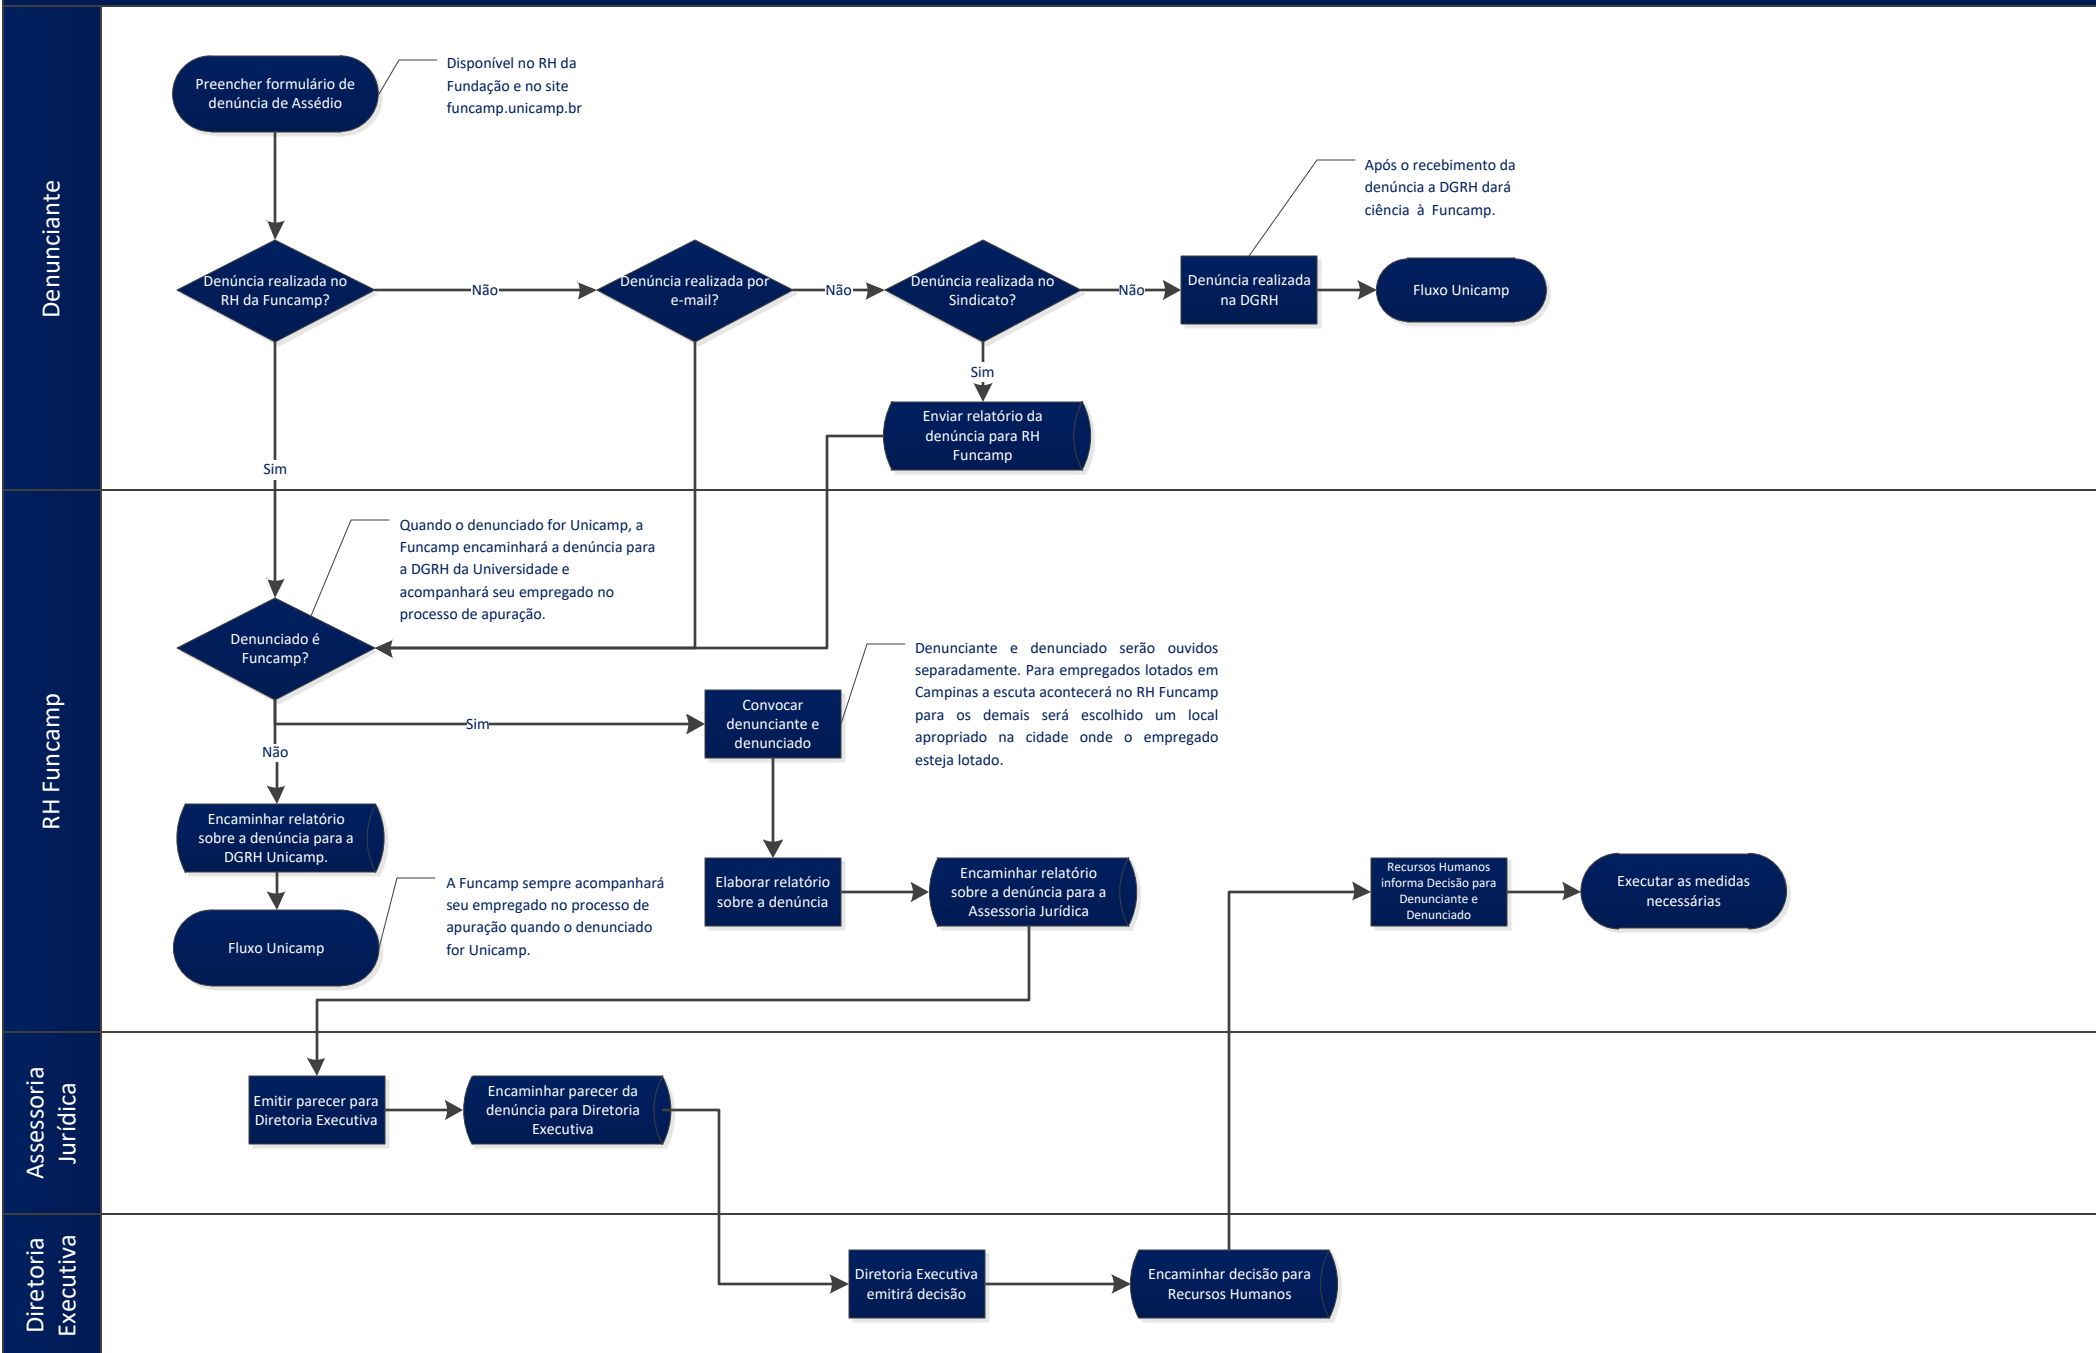 Denunciante
Preencher formulário de
denúncia de Assédio
Disponível no RH da
Fundação e no site
funcamp.unicamp.br
Após o recebimento da
denúncia a DGRH dará
ciência à Funcamp.
Denúncia realizada no
RH da Funcamp?
Não
Denúncia realizada por
e-mail?
Não
Denúncia realizada no
Sindicato?
Não
Denúncia realizada
na DGRH
Fluxo Unicamp
Sim
Enviar relatório da
denúncia para RH
Funcamp
Sim
RH Funcamp
Quando o denunciado for Unicamp, a
Funcamp encaminhará a denúncia para
a DGRH da Universidade e
acompanhará seu empregado no
processo de apuração.
Denunciado é
Funcamp?
Sim
Convocar
denunciante e
denunciado
Denunciante e denunciado serão ouvidos
separadamente. Para empregados lotados em
Campinas a escuta acontecerá no RH Funcamp
para os demais será escolhido um local
apropriado na cidade onde o empregado
esteja lotado.
Não
Encaminhar relatório
sobre a denúncia para a
DGRH Unicamp.
Elaborar relatório
sobre a denúncia
Encaminhar relatório
sobre a denúncia para a
Assessoria Jurídica
Recursos Humanos
informa Decisão para
Denunciante e
Denunciado
Executar as medidas
necessárias
Fluxo Unicamp
A Funcamp sempre acompanhará
seu empregado no processo de
apuração quando o denunciado
for Unicamp.
Assessoria
Jurídica
Emitir parecer para
Diretoria Executiva
Encaminhar parecer da
denúncia para Diretoria
Executiva
Diretoria
Executiva
Diretoria Executiva
emitirá decisão
Encaminhar decisão para
Recursos Humanos